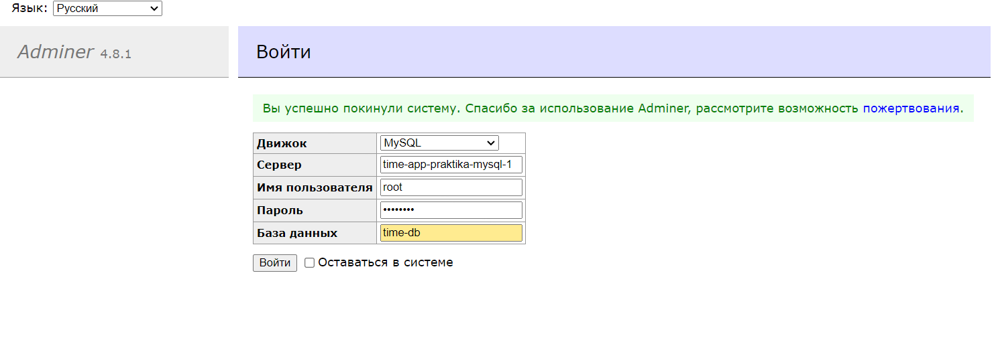 Язык: Русский
Adminer 4.8.1
Войти
Вы успешно покинули систему. Спасибо за использование Adminer, рассмотрите возможность пожертвования.
Движок MySQL
Сервер time-app-praktika-mysql-1
Имя пользователя root
Пароль ••••••••
База данных time-db
Войти Оставаться в системе